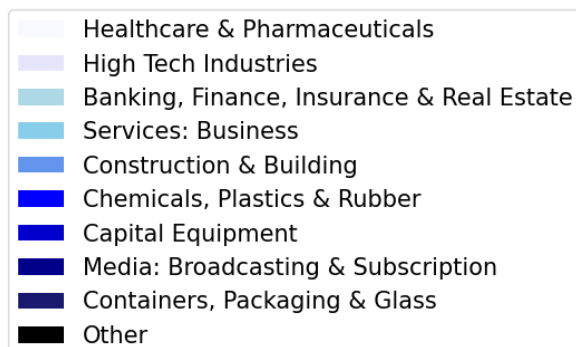 Healthcare & Pharmaceuticals
High Tech Industries
Banking, Finance, Insurance & Real Estate
Services: Business
Construction & Building
Chemicals, Plastics & Rubber
Capital Equipment
Media: Broadcasting & Subscription
Containers, Packaging & Glass
Other